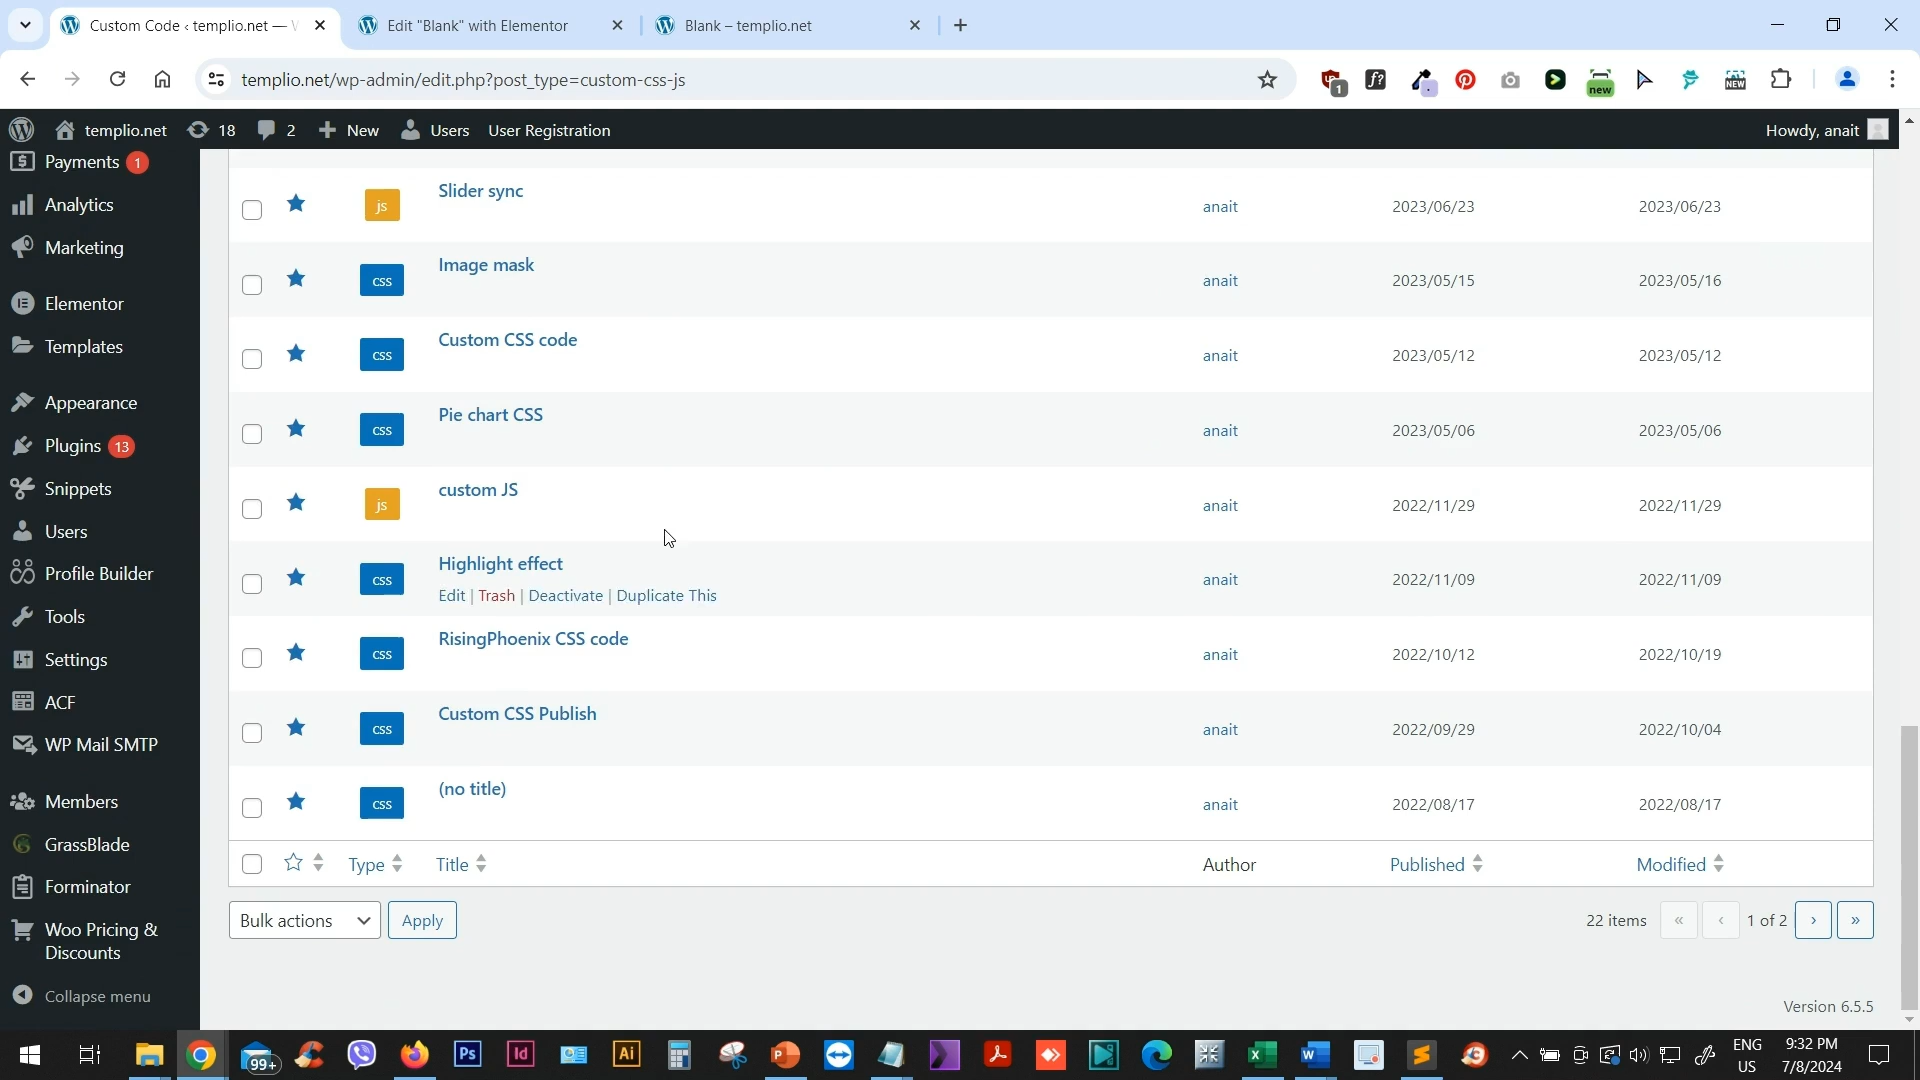 Custom Code ‹ templio.net — W
Edit "Blank" with Elementor
Blank – templio.net
templio.net/wp-admin/edit.php?post_type=custom-css-js
1
f?
new
NEW
templio.net
18
2
New
Users
User Registration
Howdy, anait
Payments 1
Analytics
Marketing
Elementor
Templates
Appearance
Plugins 13
Snippets
Users
Profile Builder
Tools
Settings
ACF
WP Mail SMTP
Members
GrassBlade
Forminator
Woo Pricing & Discounts
Collapse menu
js Slider sync anait 2023/06/23 2023/06/23
css Image mask anait 2023/05/15 2023/05/16
css Custom CSS code anait 2023/05/12 2023/05/12
css Pie chart CSS anait 2023/05/06 2023/05/06
js custom JS anait 2022/11/29 2022/11/29
css Highlight effect anait 2022/11/09 2022/11/09
Edit | Trash | Deactivate | Duplicate This
css RisingPhoenix CSS code anait 2022/10/12 2022/10/19
css Custom CSS Publish anait 2022/09/29 2022/10/04
css (no title) anait 2022/08/17 2022/08/17
Type Title Author Published Modified
Bulk actions Apply 22 items « ‹ 1 of 2 › »
Version 6.5.5
99+
Ps
Id
Ai
ENG
US
9:32 PM
7/8/2024